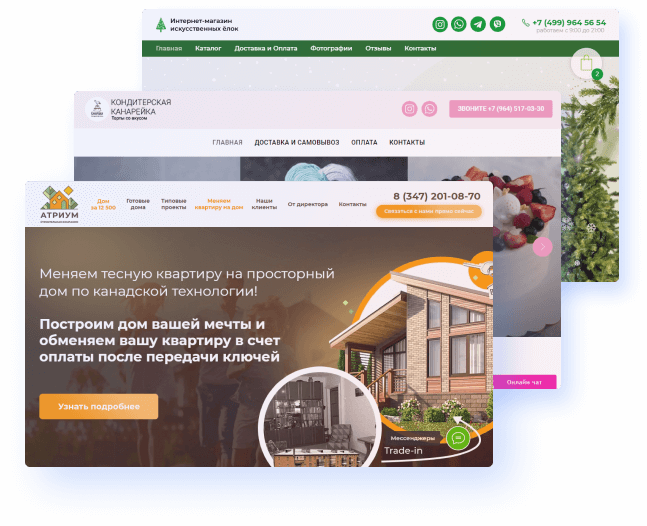 Интернет-магазин
искусственных ёлок
+7 (499) 964 56 54
работаем с 9:00 до 21:00
Главная Каталог Доставка и Оплата Фотографии Отзывы Контакты
2
КОНДИТЕРСКАЯ
КАНАРЕЙКА
Торты со вкусом
ЗВОНИТЕ +7 (964) 517-03-30
ГЛАВНАЯ ДОСТАВКА И САМОВЫВОЗ ОПЛАТА КОНТАКТЫ
Онлайн чат
АТРИУМ
Дом
за 12 500
Готовые
дома
Типовые
проекты
Меняем
квартиру на дом
Наши
клиенты
От директора
Контакты
8 (347) 201-08-70
Связаться с нами прямо сейчас
Меняем тесную квартиру на просторный
дом по канадской технологии!
Построим дом вашей мечты и
обменяем вашу квартиру в счет
оплаты после передачи ключей
Узнать подробнее
Мессенджеры
Trade-in